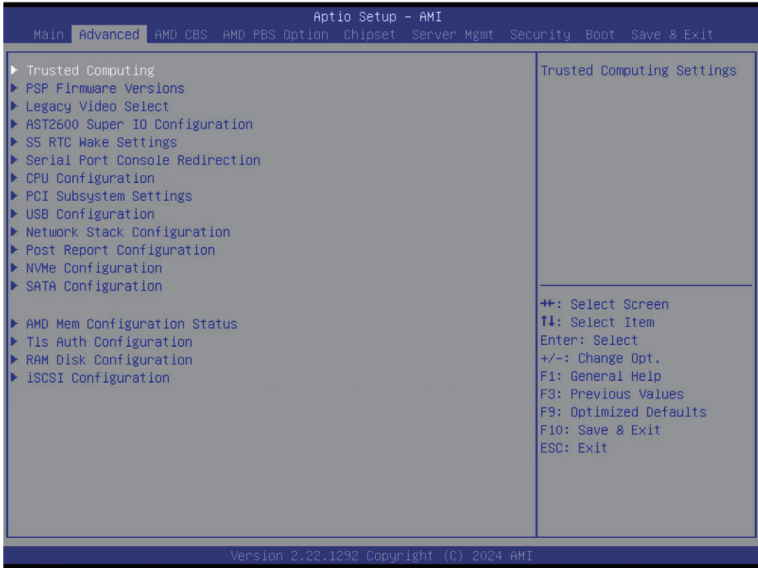 Aptio Setup – AMI
Main Advanced AMD CBS AMD PBS Option Chipset Server Mgmt Security Boot Save & Exit
Trusted Computing
PSP Firmware Versions
Legacy Video Select
AST2600 Super IO Configuration
S5 RTC Wake Settings
Serial Port Console Redirection
CPU Configuration
PCI Subsystem Settings
USB Configuration
Network Stack Configuration
Post Report Configuration
NVMe Configuration
SATA Configuration
AMD Mem Configuration Status
Tls Auth Configuration
RAM Disk Configuration
iSCSI Configuration
Trusted Computing Settings
→←: Select Screen
↑↓: Select Item
Enter: Select
+/-: Change Opt.
F1: General Help
F3: Previous Values
F9: Optimized Defaults
F10: Save & Exit
ESC: Exit
Version 2.22.1292 Copyright (C) 2024 AMI